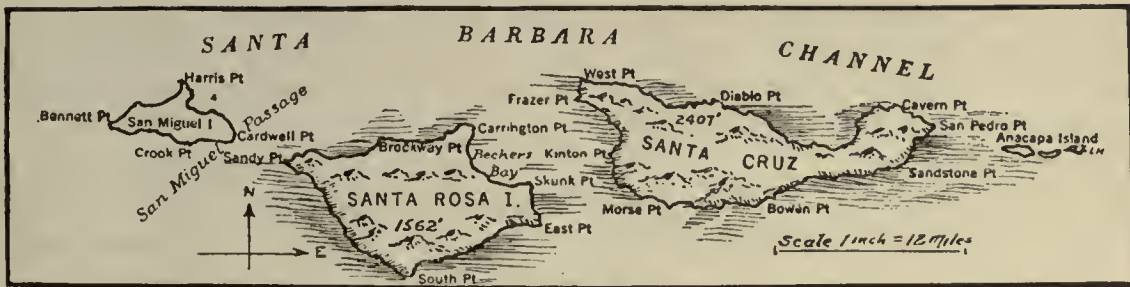 SANTA BARBARA CHANNEL
Harris Pt
4
Bennett Pt
San Miguel I
Cardwell Pt
Crook Pt
San Miguel Passage
Sandy Pt
Brockway Pt
Carrington Pt
Bechers
Bay
Skunk Pt
SANTA ROSA I.
1562'
East Pt
South Pt
N
E
West Pt
Frazer Pt
Diablo Pt
2407'
Kinton Pt
SANTA CRUZ
Morse Pt
Bowen Pt
Cavern Pt
San Pedro Pt
Sandstone Pt
Anacapa Island
L.H
Scale 1 inch = 12 miles